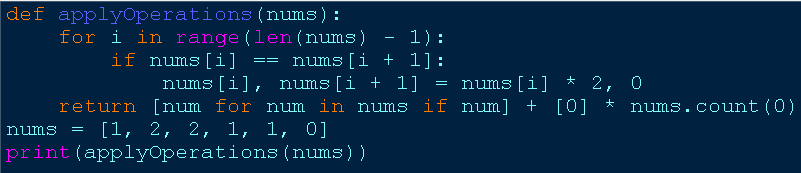 def applyOperations(nums):
    for i in range(len(nums) - 1):
        if nums[i] == nums[i + 1]:
            nums[i], nums[i + 1] = nums[i] * 2, 0
    return [num for num in nums if num] + [0] * nums.count(0)
nums = [1, 2, 2, 1, 1, 0]
print(applyOperations(nums))